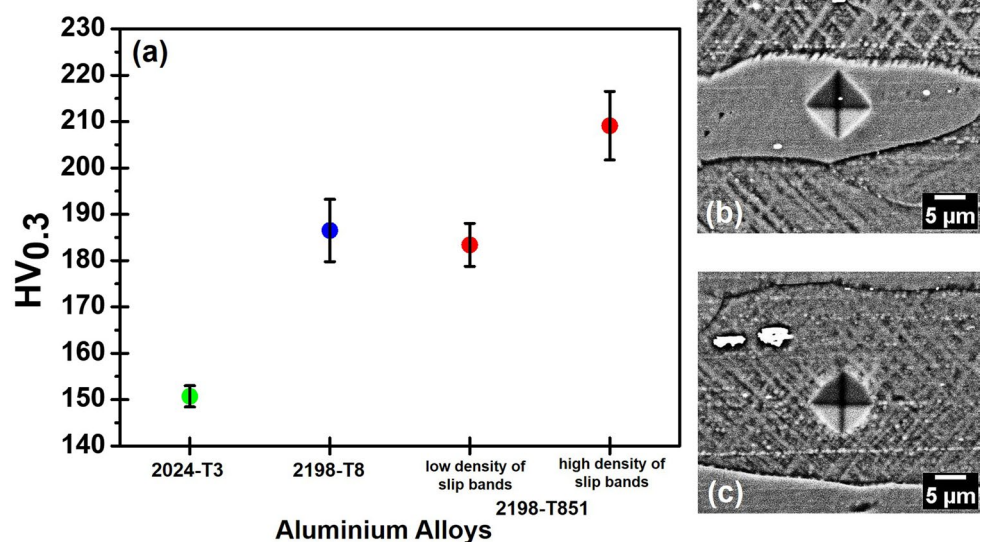 (a)
230
220
210
200
190
180
170
160
150
140
HV0.3
2024-T3
2198-T8
low density of
slip bands
high density of
slip bands
2198-T851
Aluminium Alloys
(b)
5 µm
(c)
5 µm